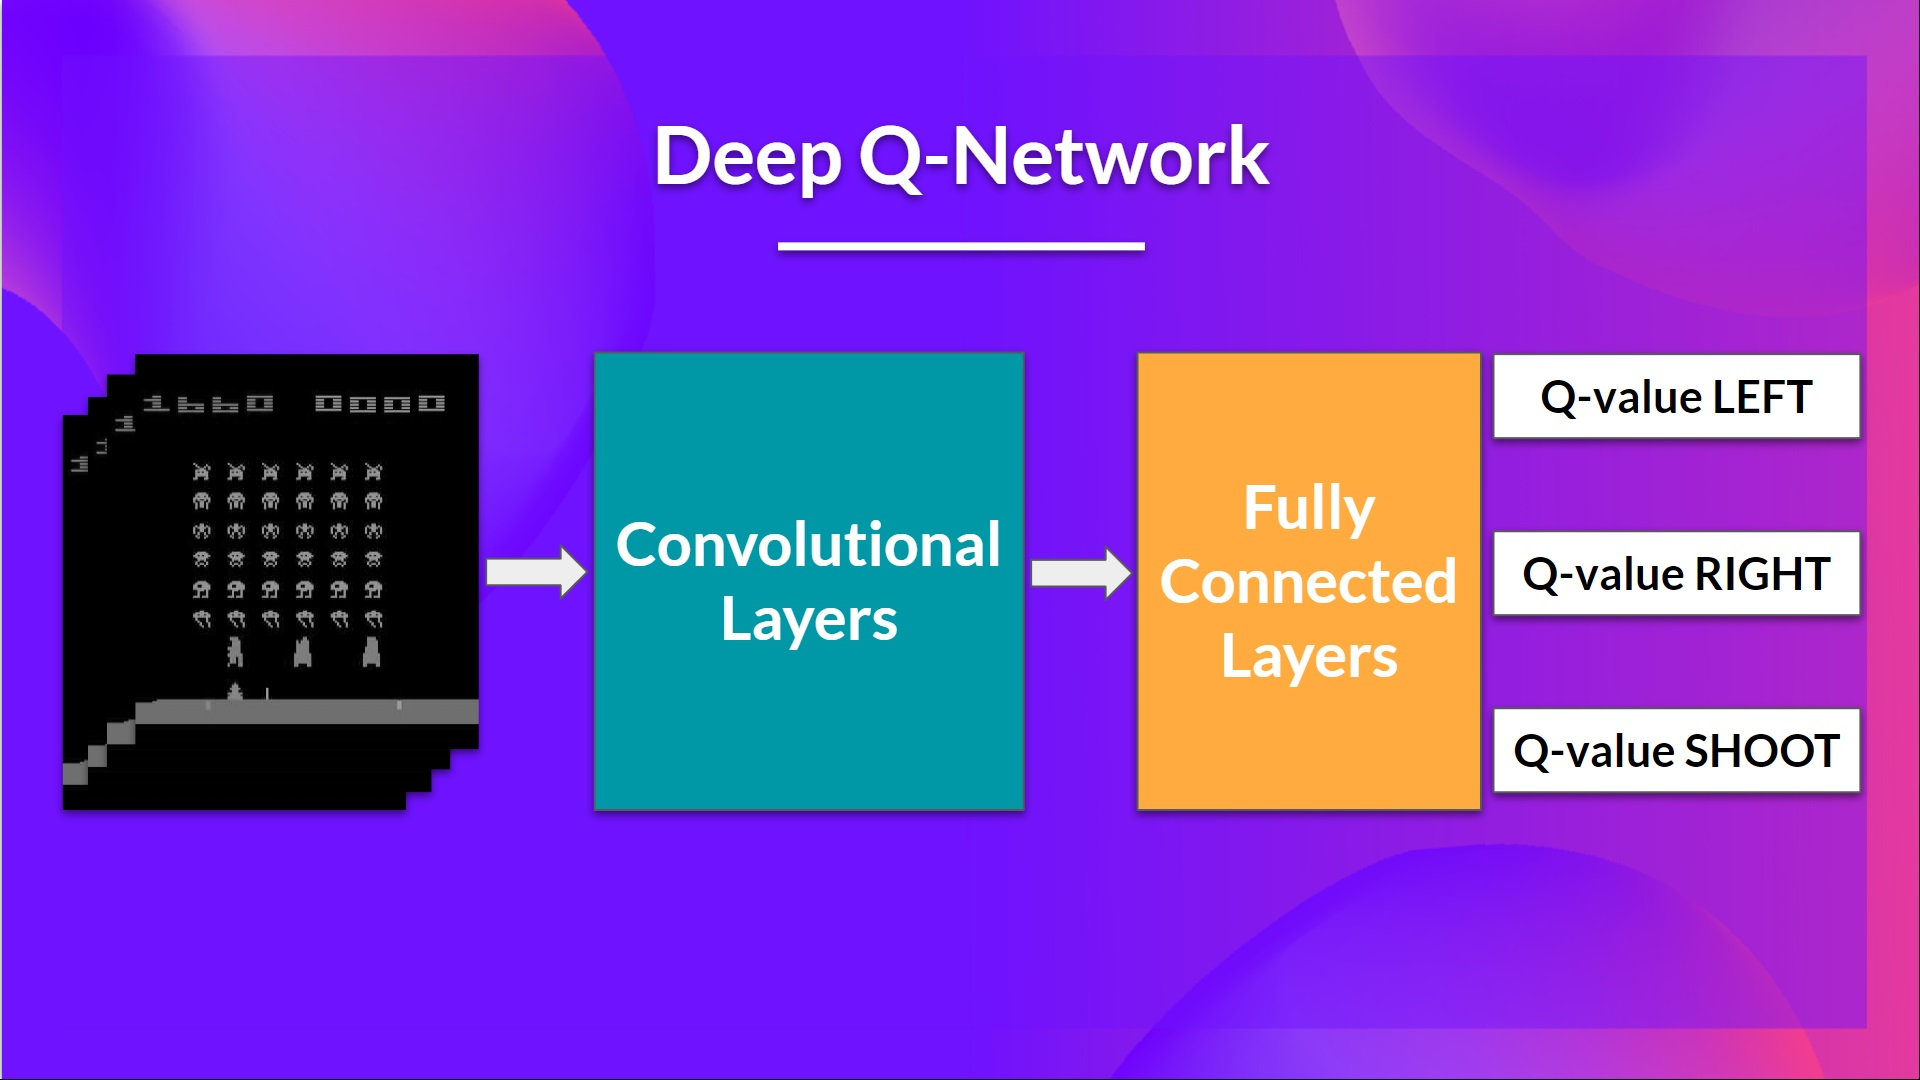 Deep Q-Network
Convolutional
Layers
Fully
Connected
Layers
Q-value LEFT
Q-value RIGHT
Q-value SHOOT